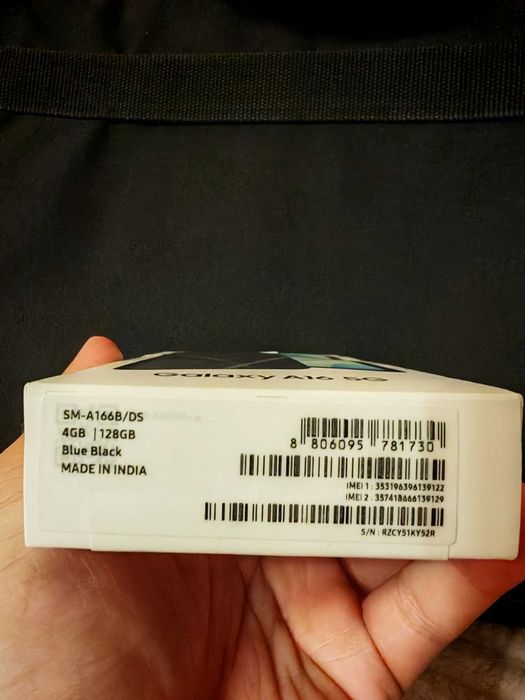 Galaxy A16 5G
SM-A166B/DS
4GB | 128GB
Blue Black
MADE IN INDIA
8 806095 781730
IMEI 1 : 353196396139122
IMEI 2 : 357418666139129
S/N : RZCY51KY52R